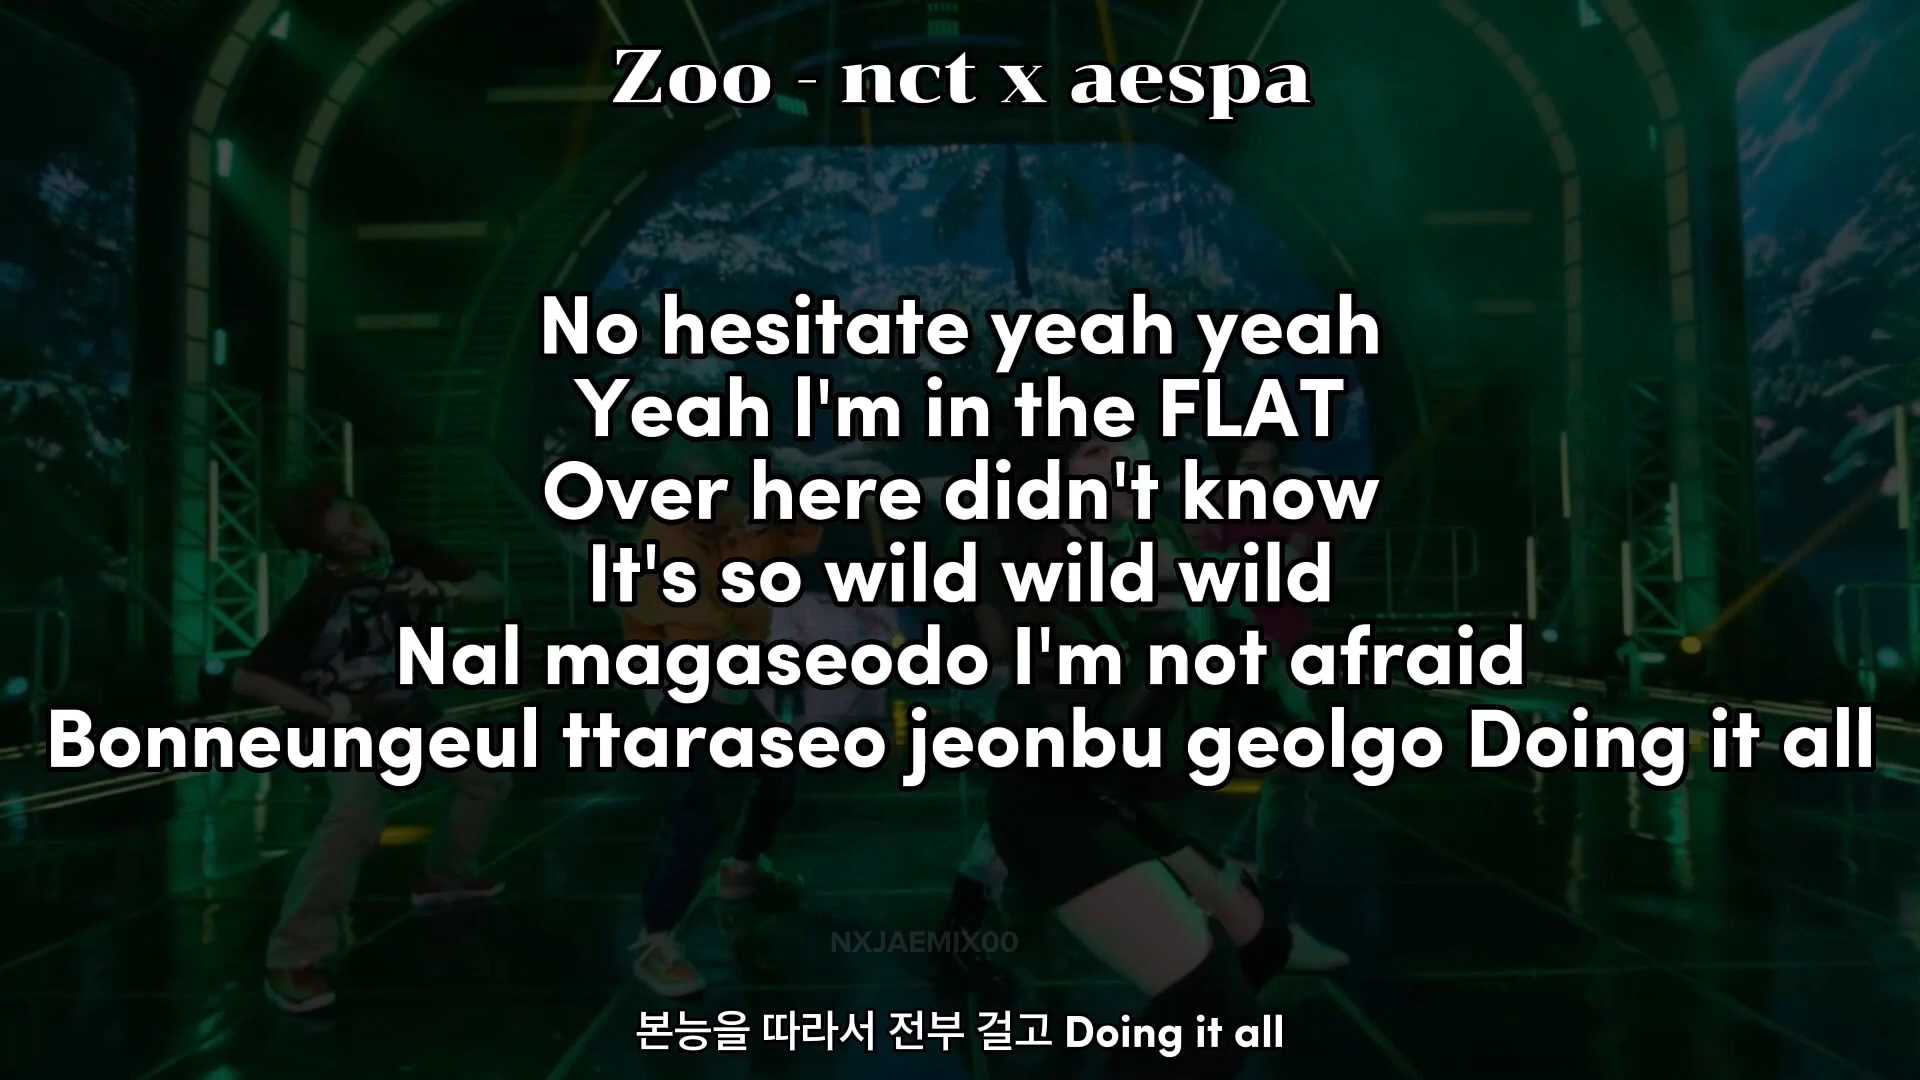 Zoo - nct x aespa
No hesitate yeah yeah
Yeah I'm in the FLAT
Over here didn't know
It's so wild wild wild
Nal magaseodo I'm not afraid
Bonneungeul ttaraseo jeonbu geolgo Doing it all
NXJAEMIX00
본능을 따라서 전부 걸고 Doing it all